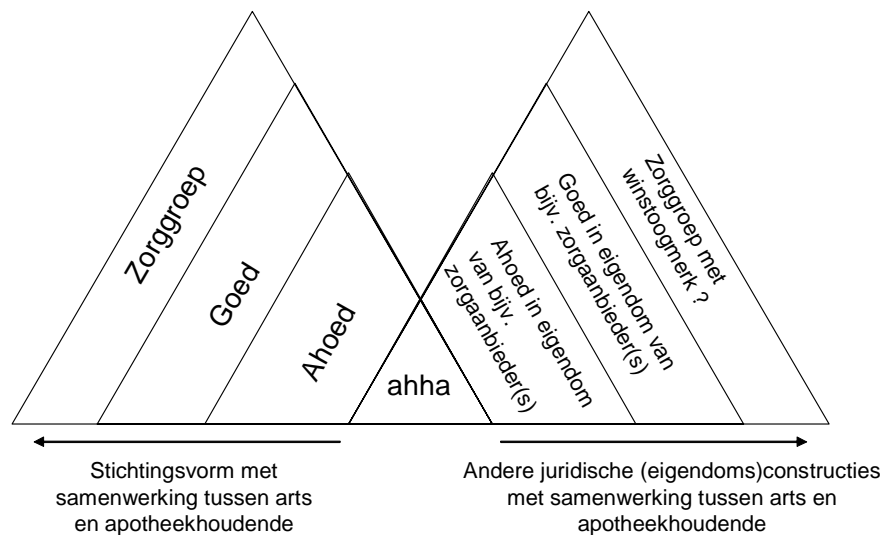 Zorggroep
Goed
Ahoed
ahha
Ahoed in eigendom
van bijv.
zorgaanbieder(s)
Goed in eigendom van
bijv. zorgaanbieder(s)
Zorggroep met
winstoogmerk ?
Stichtingsvorm met
samenwerking tussen arts
en apotheekhoudende
Andere juridische (eigendoms)constructies
met samenwerking tussen arts en
apotheekhoudende